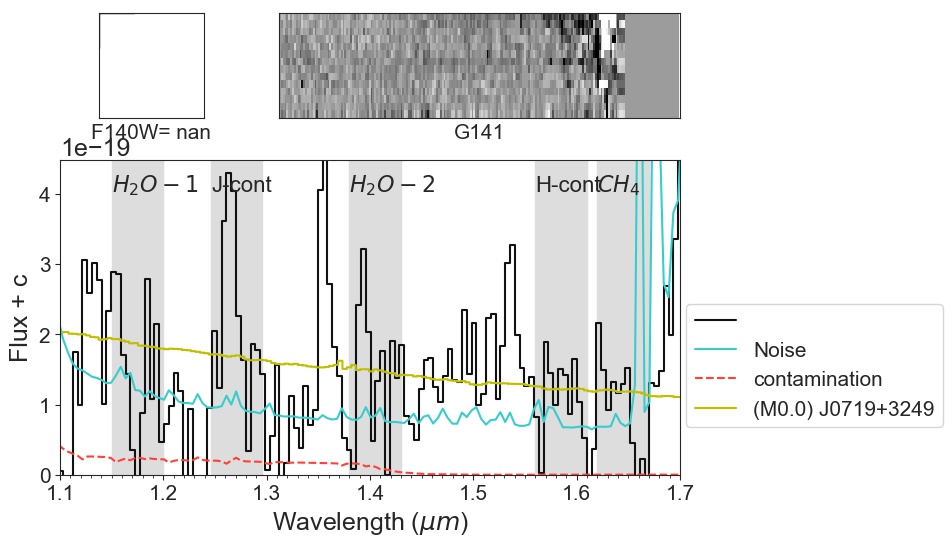 F140W= nan
G141
1e−19
H₂O − 1 J-cont H₂O − 2 H-cont CH₄
4
3
2
1
0
Flux + c
1.1 1.2 1.3 1.4 1.5 1.6 1.7
Wavelength (μm)
Noise
contamination
(M0.0) J0719+3249